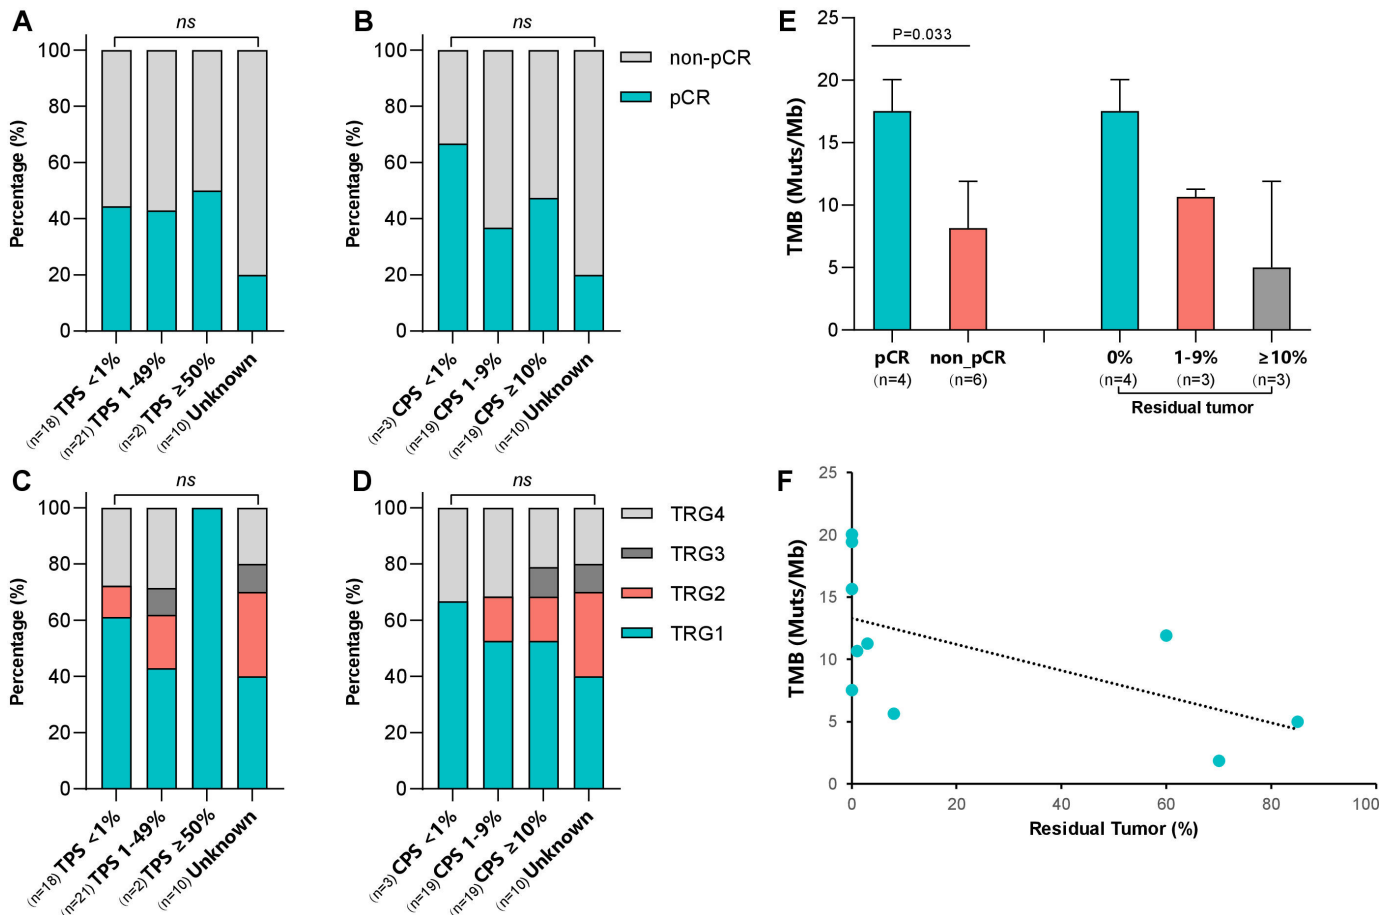 A
ns
100
80
60
40
20
0
Percentage (%)
(n=18) TPS <1%
(n=21) TPS 1-49%
(n=2) TPS ≥50%
(n=10) Unknown
B
ns
100
80
60
40
20
0
Percentage (%)
(n=3) CPS <1%
(n=19) CPS 1-9%
(n=19) CPS ≥10%
(n=10) Unknown
non-pCR
pCR
E
P=0.033
25
20
15
10
5
0
TMB (Muts/Mb)
pCR
(n=4)
non_pCR
(n=6)
0%
(n=4)
1-9%
(n=3)
≥10%
(n=3)
Residual tumor
C
ns
100
80
60
40
20
0
Percentage (%)
(n=18) TPS <1%
(n=21) TPS 1-49%
(n=2) TPS ≥50%
(n=10) Unknown
D
ns
100
80
60
40
20
0
Percentage (%)
(n=3) CPS <1%
(n=19) CPS 1-9%
(n=19) CPS ≥10%
(n=10) Unknown
TRG4
TRG3
TRG2
TRG1
F
25
20
15
10
5
0
TMB (Muts/Mb)
0 20 40 60 80 100
Residual Tumor (%)